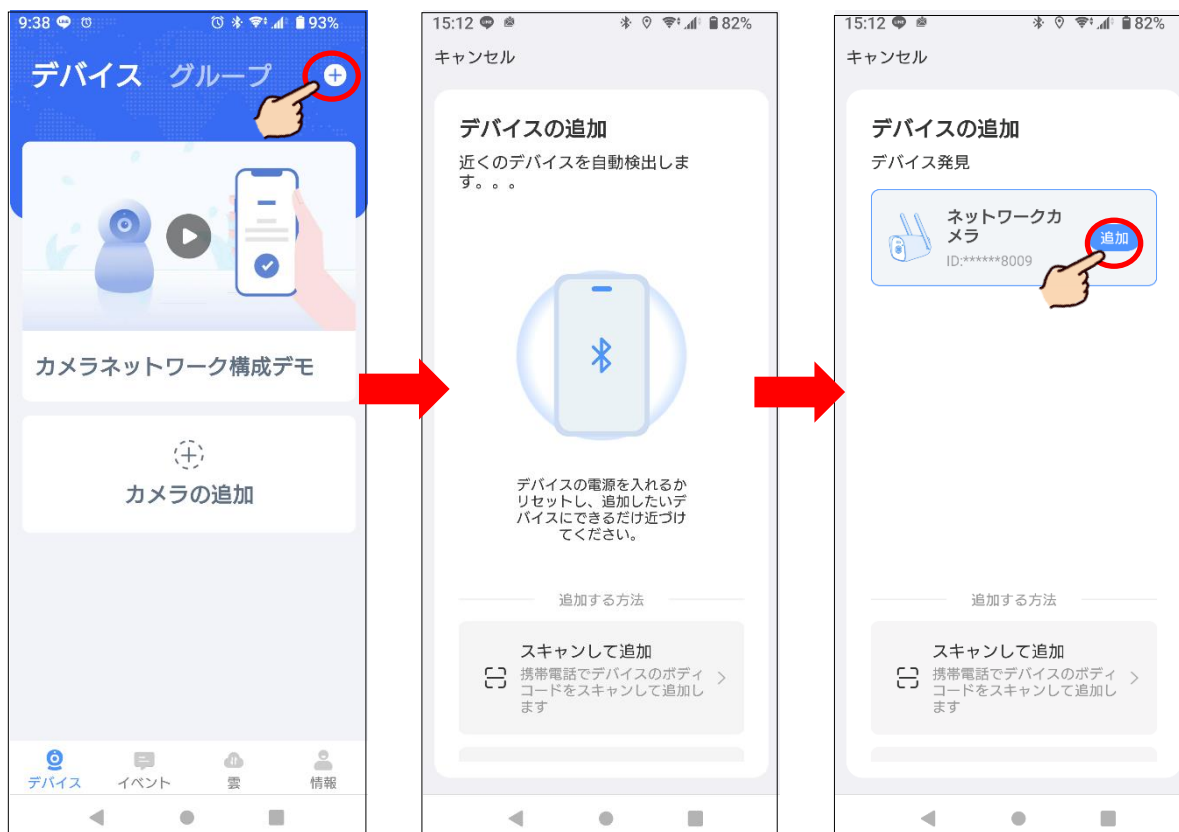 9:38 93%
デバイス グループ
カメラネットワーク構成デモ
カメラの追加
デバイス イベント 雲 情報
15:12 82%
キャンセル
デバイスの追加
近くのデバイスを自動検出しま
す。。。
デバイスの電源を入れるか
リセットし、追加したいデ
バイスにできるだけ近づけ
てください。
追加する方法
スキャンして追加
携帯電話でデバイスのボディ
コードをスキャンして追加し
ます
15:12 82%
キャンセル
デバイスの追加
デバイス発見
ネットワークカ
メラ
追加
ID:******8009
追加する方法
スキャンして追加
携帯電話でデバイスのボディ
コードをスキャンして追加し
ます